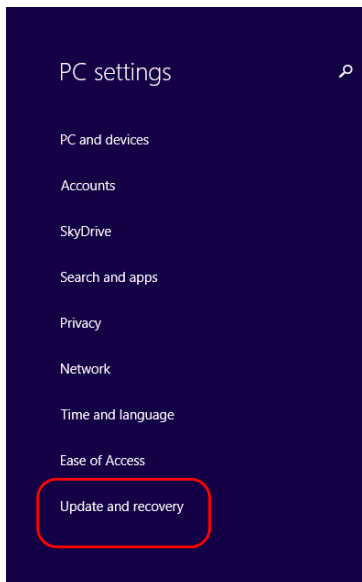 PC settings
PC and devices
Accounts
SkyDrive
Search and apps
Privacy
Network
Time and language
Ease of Access
Update and recovery